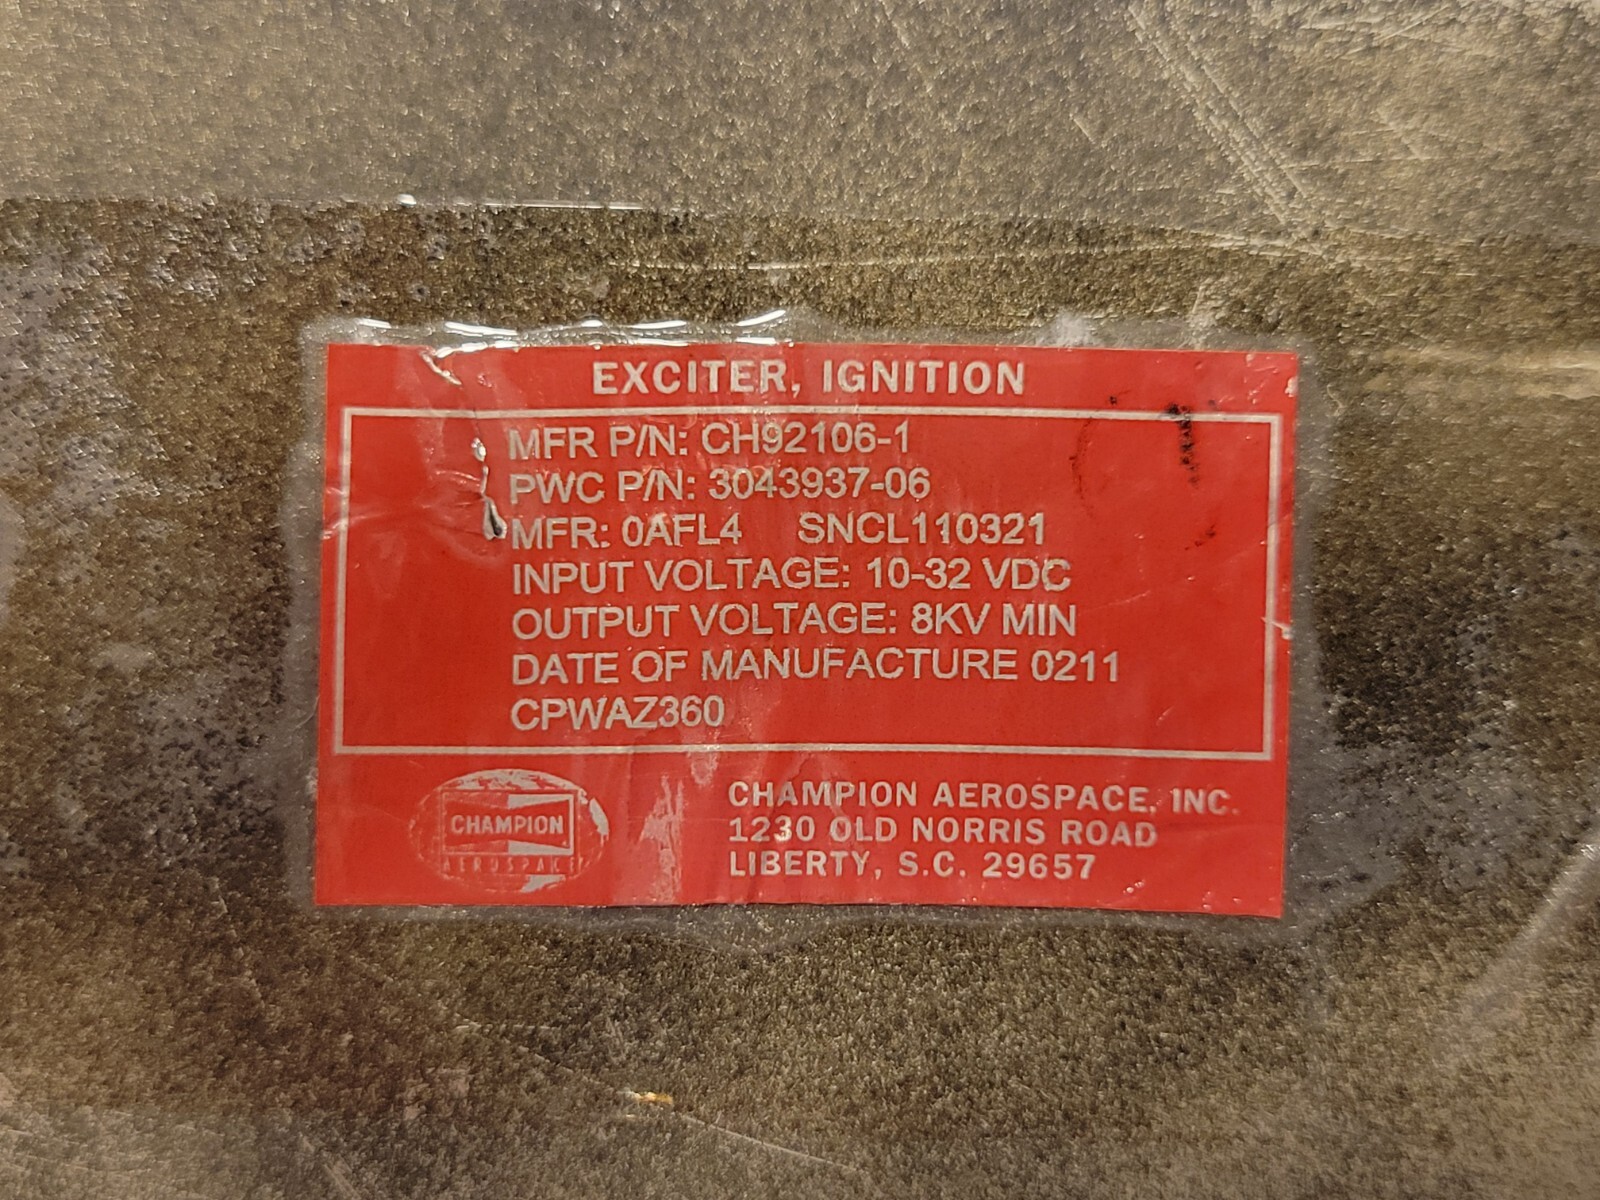 EXCITER, IGNITION
MFR P/N: CH92106-1
PWC P/N: 3043937-06
MFR: 0AFL4 SNCL110321
INPUT VOLTAGE: 10-32 VDC
OUTPUT VOLTAGE: 8KV MIN
DATE OF MANUFACTURE 0211
CPWAZ360
CHAMPION
AEROSPACE
CHAMPION AEROSPACE, INC.
1230 OLD NORRIS ROAD
LIBERTY, S.C. 29657